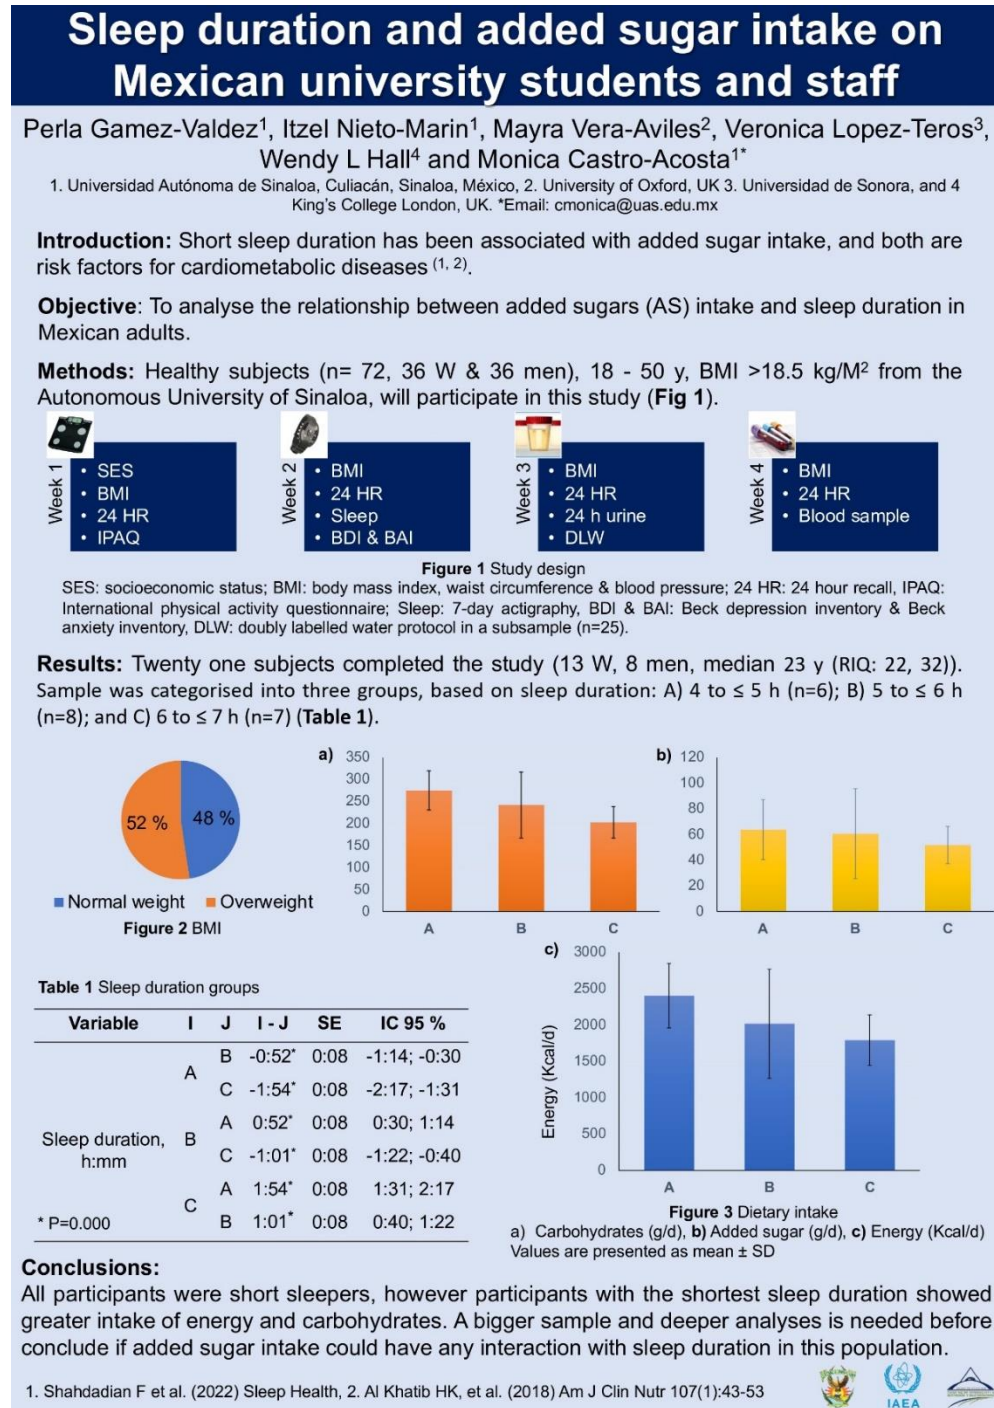 Sleep duration and added sugar intake on
Mexican university students and staff
Perla Gamez-Valdez1, Itzel Nieto-Marin1, Mayra Vera-Aviles2, Veronica Lopez-Teros3,
Wendy L Hall4 and Monica Castro-Acosta1*
1. Universidad Autónoma de Sinaloa, Culiacán, Sinaloa, México, 2. University of Oxford, UK 3. Universidad de Sonora, and 4
King's College London, UK. *Email: cmonica@uas.edu.mx
Introduction: Short sleep duration has been associated with added sugar intake, and both are
risk factors for cardiometabolic diseases (1, 2).
Objective: To analyse the relationship between added sugars (AS) intake and sleep duration in
Mexican adults.
Methods: Healthy subjects (n= 72, 36 W & 36 men), 18 - 50 y, BMI >18.5 kg/M2 from the
Autonomous University of Sinaloa, will participate in this study (Fig 1).
Week 1
• SES
• BMI
• 24 HR
• IPAQ
Week 2
• BMI
• 24 HR
• Sleep
• BDI & BAI
Week 3
• BMI
• 24 HR
• 24 h urine
• DLW
Week 4
• BMI
• 24 HR
• Blood sample
Figure 1 Study design
SES: socioeconomic status; BMI: body mass index, waist circumference & blood pressure; 24 HR: 24 hour recall, IPAQ:
International physical activity questionnaire; Sleep: 7-day actigraphy, BDI & BAI: Beck depression inventory & Beck
anxiety inventory, DLW: doubly labelled water protocol in a subsample (n=25).
Results: Twenty one subjects completed the study (13 W, 8 men, median 23 y (RIQ: 22, 32)).
Sample was categorised into three groups, based on sleep duration: A) 4 to ≤ 5 h (n=6); B) 5 to ≤ 6 h
(n=8); and C) 6 to ≤ 7 h (n=7) (Table 1).
52 % 48 %
Normal weight Overweight
Figure 2 BMI
a)
350
300
250
200
150
100
50
0
A B C
b)
120
100
80
60
40
20
0
A B C
c)
Energy (Kcal/d)
3000
2500
2000
1500
1000
500
0
A B C
Figure 3 Dietary intake
a) Carbohydrates (g/d), b) Added sugar (g/d), c) Energy (Kcal/d)
Values are presented as mean ± SD
Table 1 Sleep duration groups
Variable I J I - J SE IC 95 %
Sleep duration,
h:mm
A
B -0:52* 0:08 -1:14; -0:30
C -1:54* 0:08 -2:17; -1:31
B
A 0:52* 0:08 0:30; 1:14
C -1:01* 0:08 -1:22; -0:40
C
A 1:54* 0:08 1:31; 2:17
B 1:01* 0:08 0:40; 1:22
* P=0.000
Conclusions:
All participants were short sleepers, however participants with the shortest sleep duration showed
greater intake of energy and carbohydrates. A bigger sample and deeper analyses is needed before
conclude if added sugar intake could have any interaction with sleep duration in this population.
1. Shahdadian F et al. (2022) Sleep Health, 2. Al Khatib HK, et al. (2018) Am J Clin Nutr 107(1):43-53
IAEA